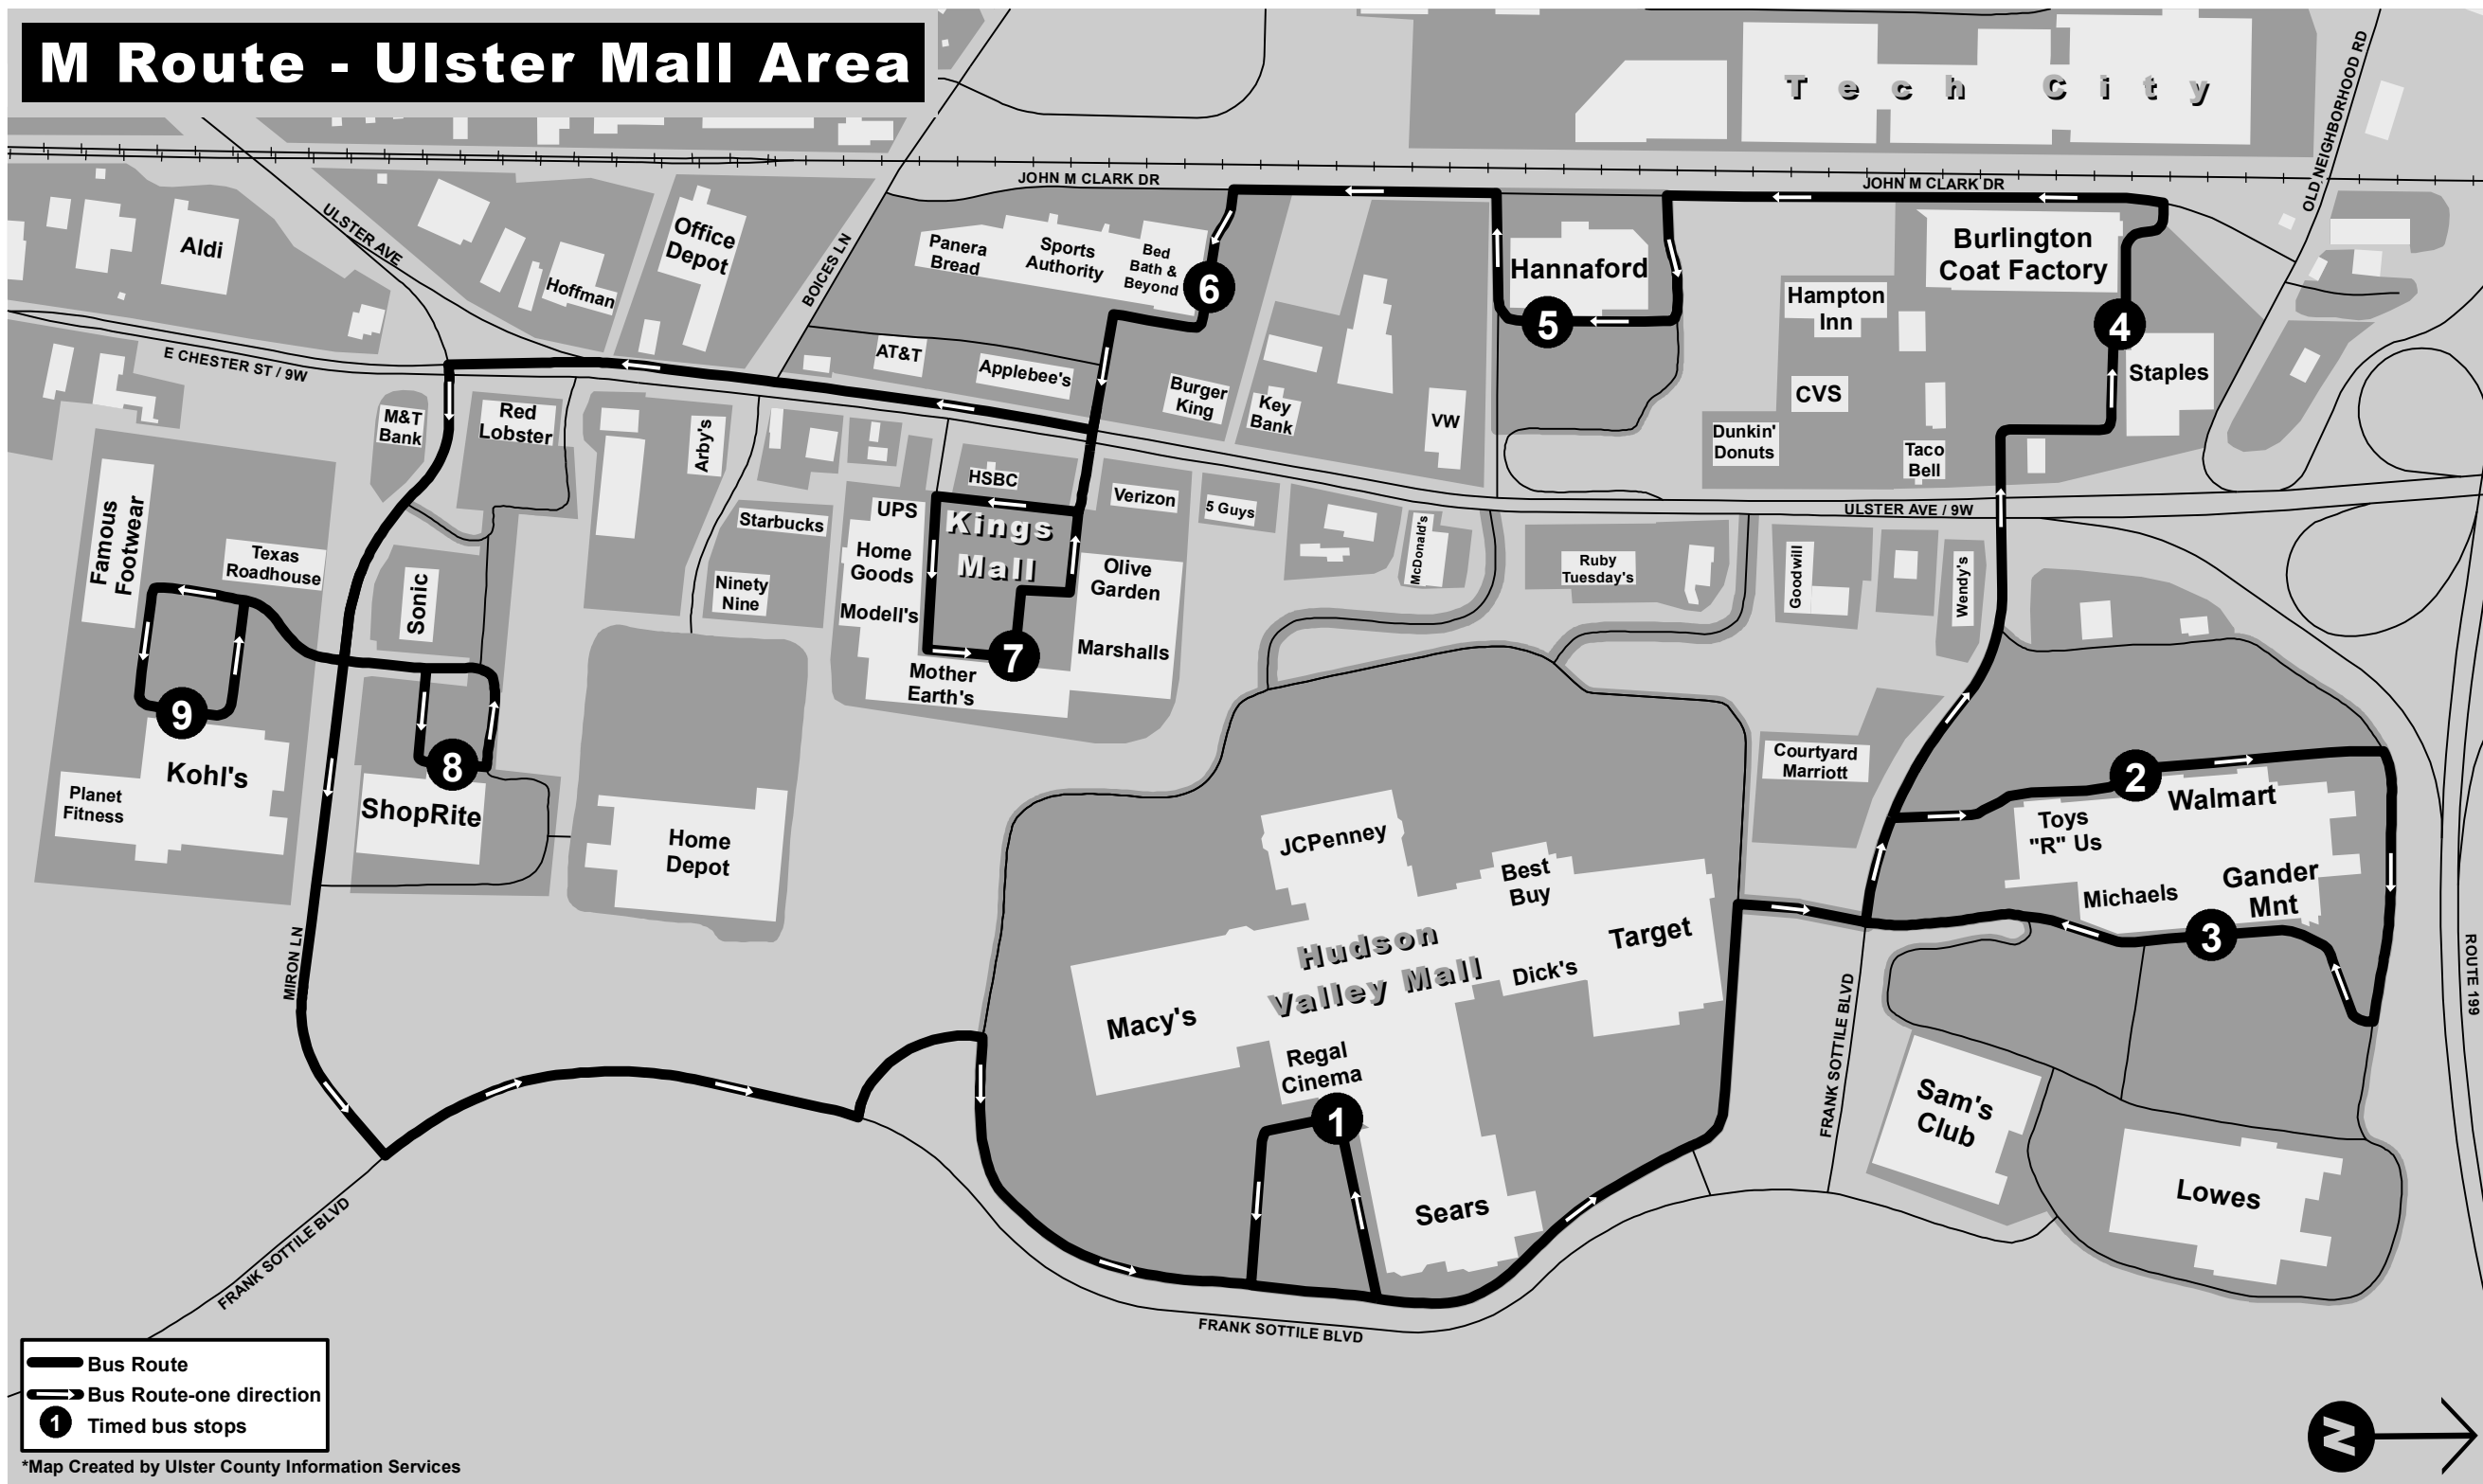 M Route - Ulster Mall Area
Tech City
OLD NEIGHBORHOOD RD
JOHN M CLARK DR
JOHN M CLARK DR
ULSTER AVE
Aldi
Hoffman
Office
Depot
BOICES LN
Panera
Bread
Sports
Authority
Bed
Bath &
Beyond
6
Hannaford
5
Burlington
Coat Factory
Hampton
Inn
4
Staples
E CHESTER ST / 9W
AT&T
Applebee's
Burger
King
Key
Bank
VW
CVS
Dunkin'
Donuts
Taco
Bell
M&T
Bank
Red
Lobster
Arby's
HSBC
Verizon
5 Guys
ULSTER AVE / 9W
Famous
Footwear
Texas
Roadhouse
Sonic
Starbucks
Ninety
Nine
UPS
Home
Goods
Modell's
Kings
Mall
Olive
Garden
Marshalls
Mother
Earth's
7
McDonald's
Ruby
Tuesday's
Goodwill
Wendy's
9
Kohl's
Planet
Fitness
8
ShopRite
Home
Depot
Courtyard
Marriott
2
Walmart
Toys
"R" Us
Michaels
Gander
Mnt
3
JCPenney
Best
Buy
Target
Hudson
Valley Mall
Dick's
Macy's
Regal
Cinema
1
Sears
MIRON LN
FRANK SOTTILE BLVD
ROUTE 199
Sam's
Club
Lowes
FRANK SOTTILE BLVD
FRANK SOTTILE BLVD
Bus Route
Bus Route-one direction
1 Timed bus stops
*Map Created by Ulster County Information Services
N